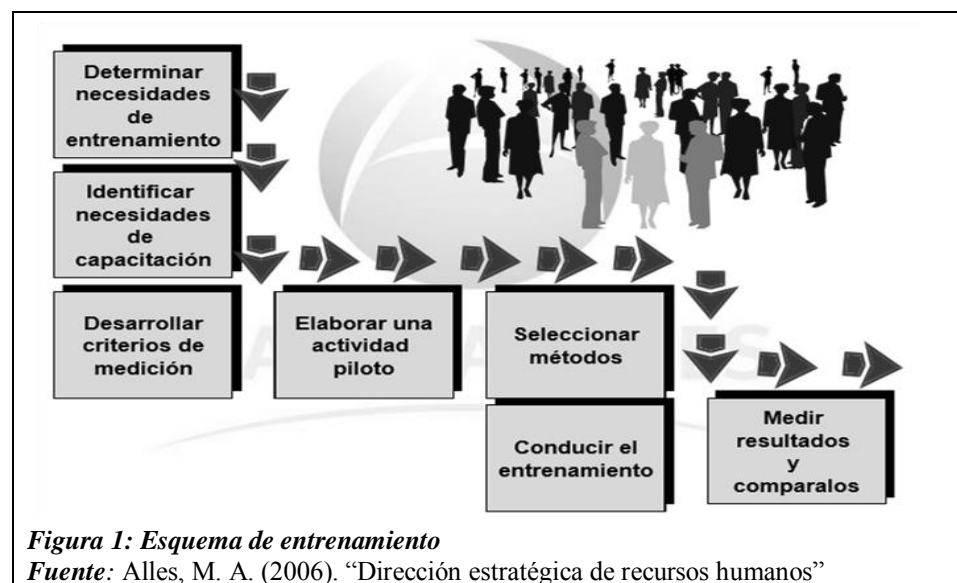 Determinar
necesidades
de
entrenamiento
Identificar
necesidades
de
capacitación
Desarrollar
criterios de
medición
Elaborar una
actividad
piloto
Seleccionar
métodos
Conducir el
entrenamiento
Medir
resultados
y
comparalos
Figura 1: Esquema de entrenamiento
Fuente: Alles, M. A. (2006). “Dirección estratégica de recursos humanos”